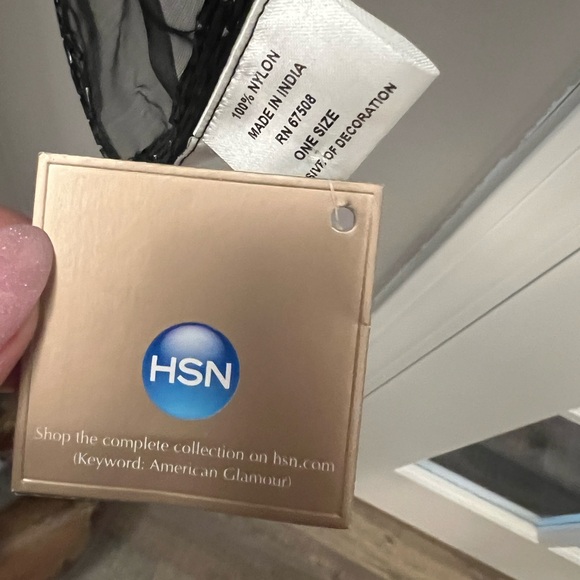 100% NYLON
MADE IN INDIA
RN 67508
ONE SIZE
OF DECORATION
HSN
Shop the complete collection on hsn.com
(Keyword: American Glamour)